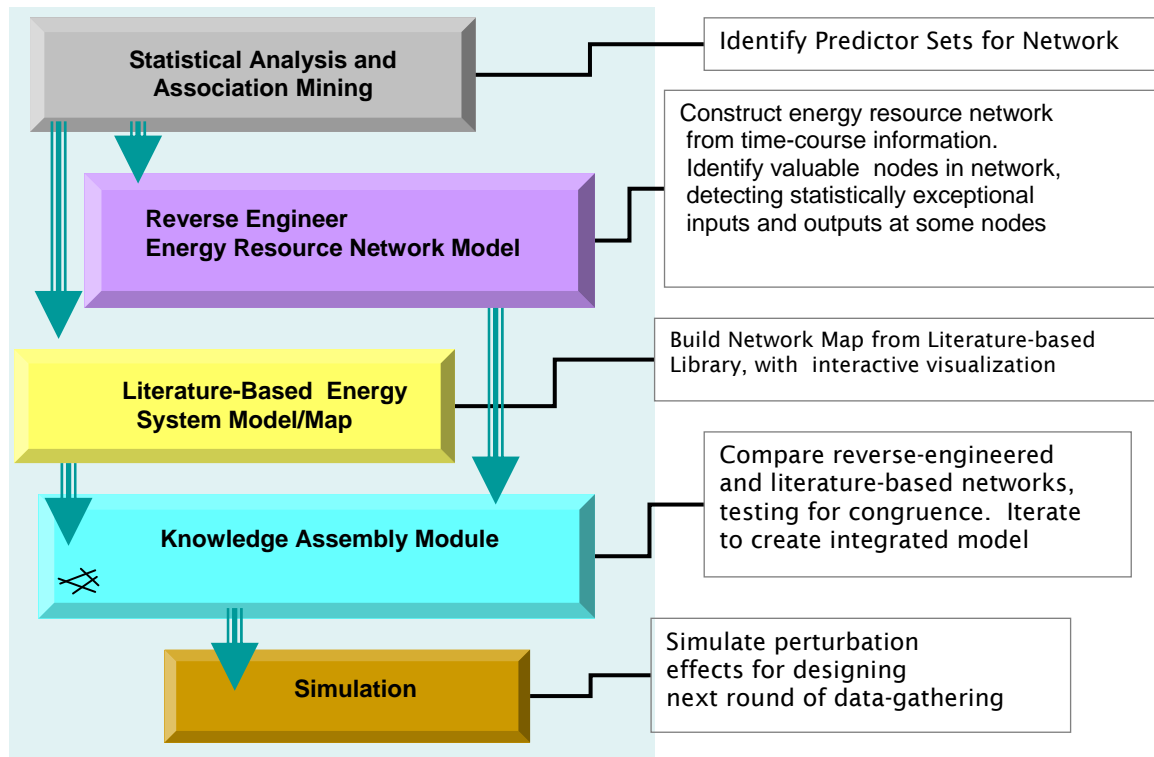 Statistical Analysis and
Association Mining
Identify Predictor Sets for Network
Construct energy resource network
from time-course information.
Identify valuable nodes in network,
detecting statistically exceptional
inputs and outputs at some nodes
Reverse Engineer
Energy Resource Network Model
Build Network Map from Literature-based
Library, with interactive visualization
Literature-Based Energy
System Model/Map
Compare reverse-engineered
and literature-based networks,
testing for congruence. Iterate
to create integrated model
Knowledge Assembly Module
Simulate perturbation
effects for designing
next round of data-gathering
Simulation